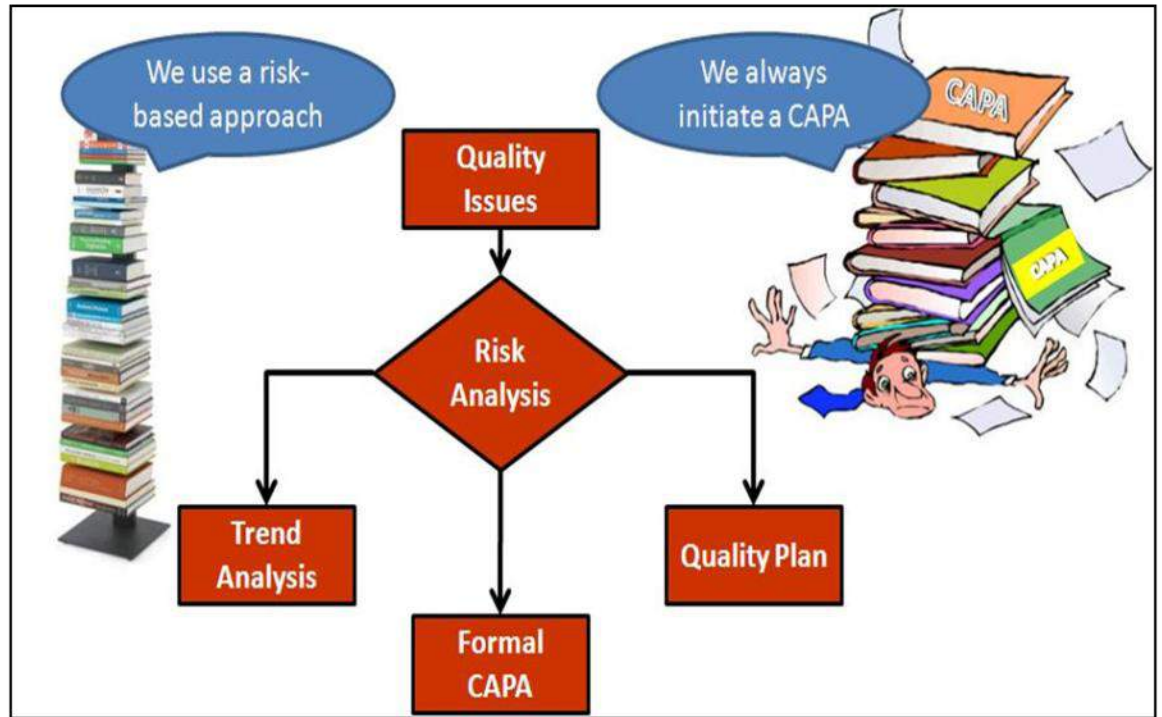 We use a risk-
based approach
We always
initiate a CAPA
CAPA
CAPA
Quality
Issues
Risk
Analysis
Trend
Analysis
Quality Plan
Formal
CAPA